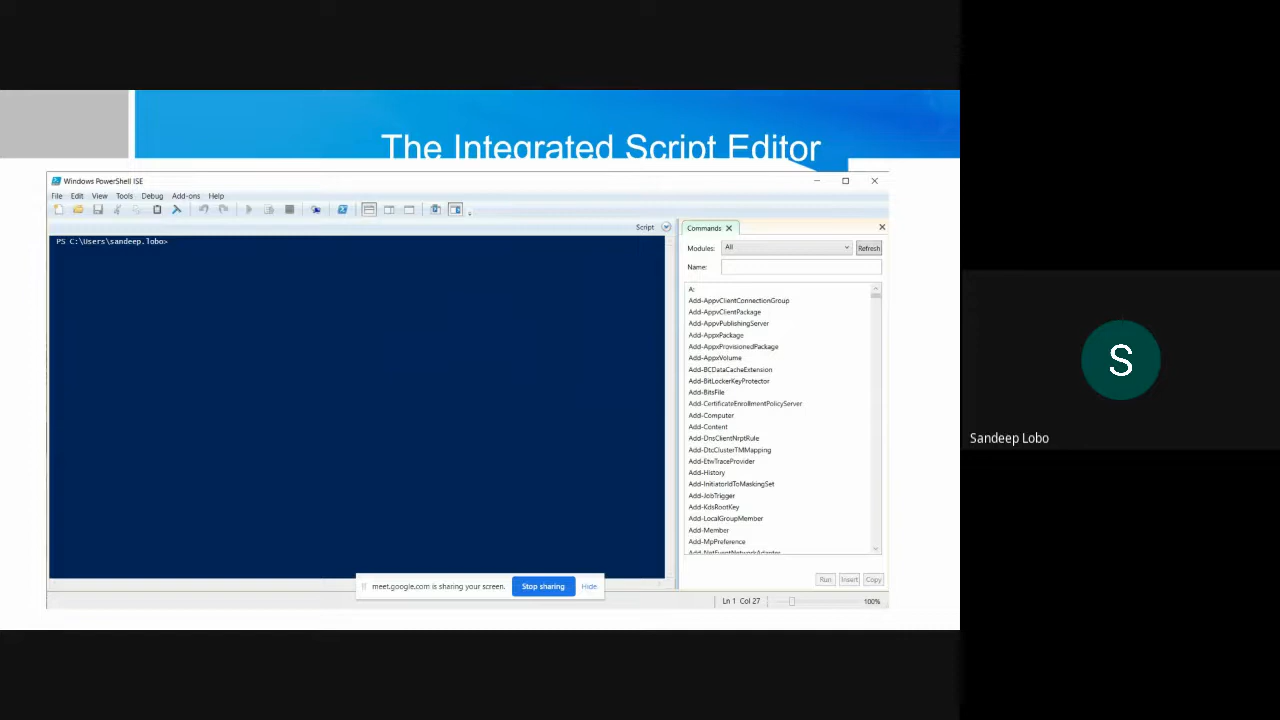 The Integrated Script Editor
Windows PowerShell ISE
File Edit View Tools Debug Add-ons Help
Script
PS C:\Users\sandeep.lobo>
Commands
Modules: All Refresh
Name:
A:
Add-AppvClientConnectionGroup
Add-AppvClientPackage
Add-AppvPublishingServer
Add-AppxPackage
Add-AppxProvisionedPackage
Add-AppxVolume
Add-BCDataCacheExtension
Add-BitLockerKeyProtector
Add-BitsFile
Add-CertificateEnrollmentPolicyServer
Add-Computer
Add-Content
Add-DnsClientNrptRule
Add-DtcClusterTMMapping
Add-EtwTraceProvider
Add-History
Add-InitiatorIdToMaskingSet
Add-JobTrigger
Add-KdsRootKey
Add-LocalGroupMember
Add-Member
Add-MpPreference
Add-NetEventNetworkAdapter
Run Insert Copy
meet.google.com is sharing your screen. Stop sharing Hide
Ln 1 Col 27 100%
S
Sandeep Lobo